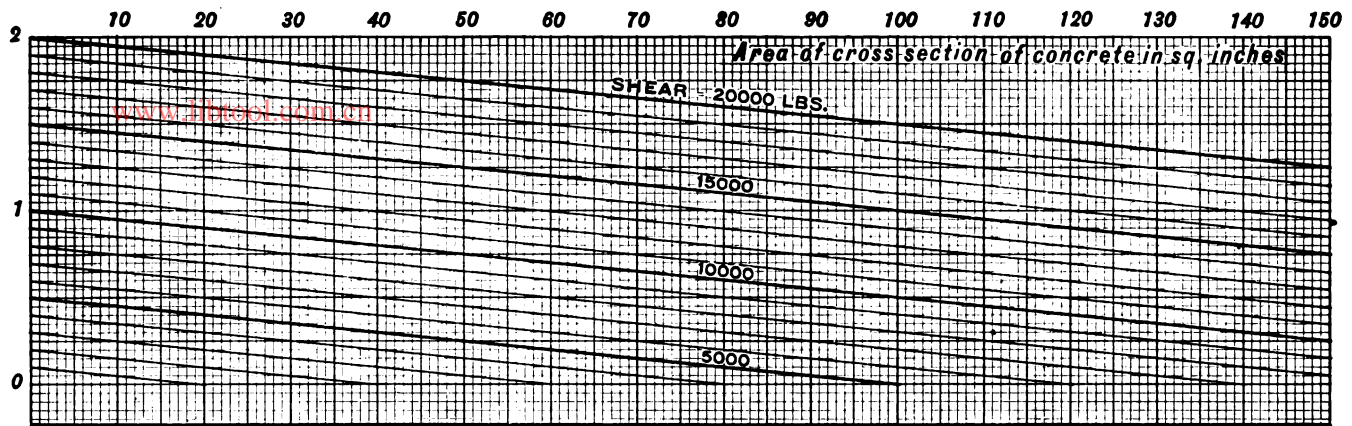 10 20 30 40 50 60 70 80 90 100 110 120 130 140 150
2
Area of cross section of concrete in sq. inches
SHEAR - 20000 LBS.
www.libtool.com.cn
15000
1
10000
5000
0